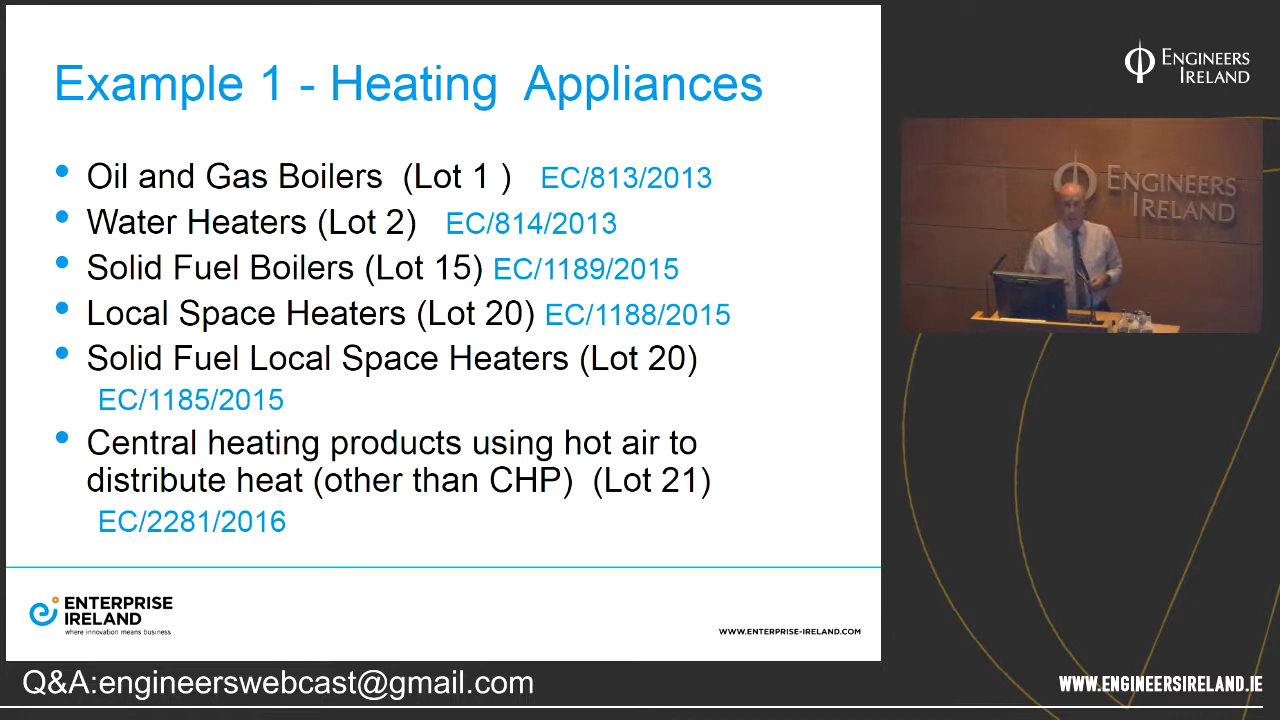 Example 1 - Heating Appliances
• Oil and Gas Boilers (Lot 1 ) EC/813/2013
• Water Heaters (Lot 2) EC/814/2013
• Solid Fuel Boilers (Lot 15) EC/1189/2015
• Local Space Heaters (Lot 20) EC/1188/2015
• Solid Fuel Local Space Heaters (Lot 20)
EC/1185/2015
• Central heating products using hot air to
distribute heat (other than CHP) (Lot 21)
EC/2281/2016
ENTERPRISE
IRELAND
where innovation means business
WWW.ENTERPRISE-IRELAND.COM
ENGINEERS
IRELAND
ENGINEERS
IRELAND
Q&A:engineerswebcast@gmail.com
WWW.ENGINEERSIRELAND.IE